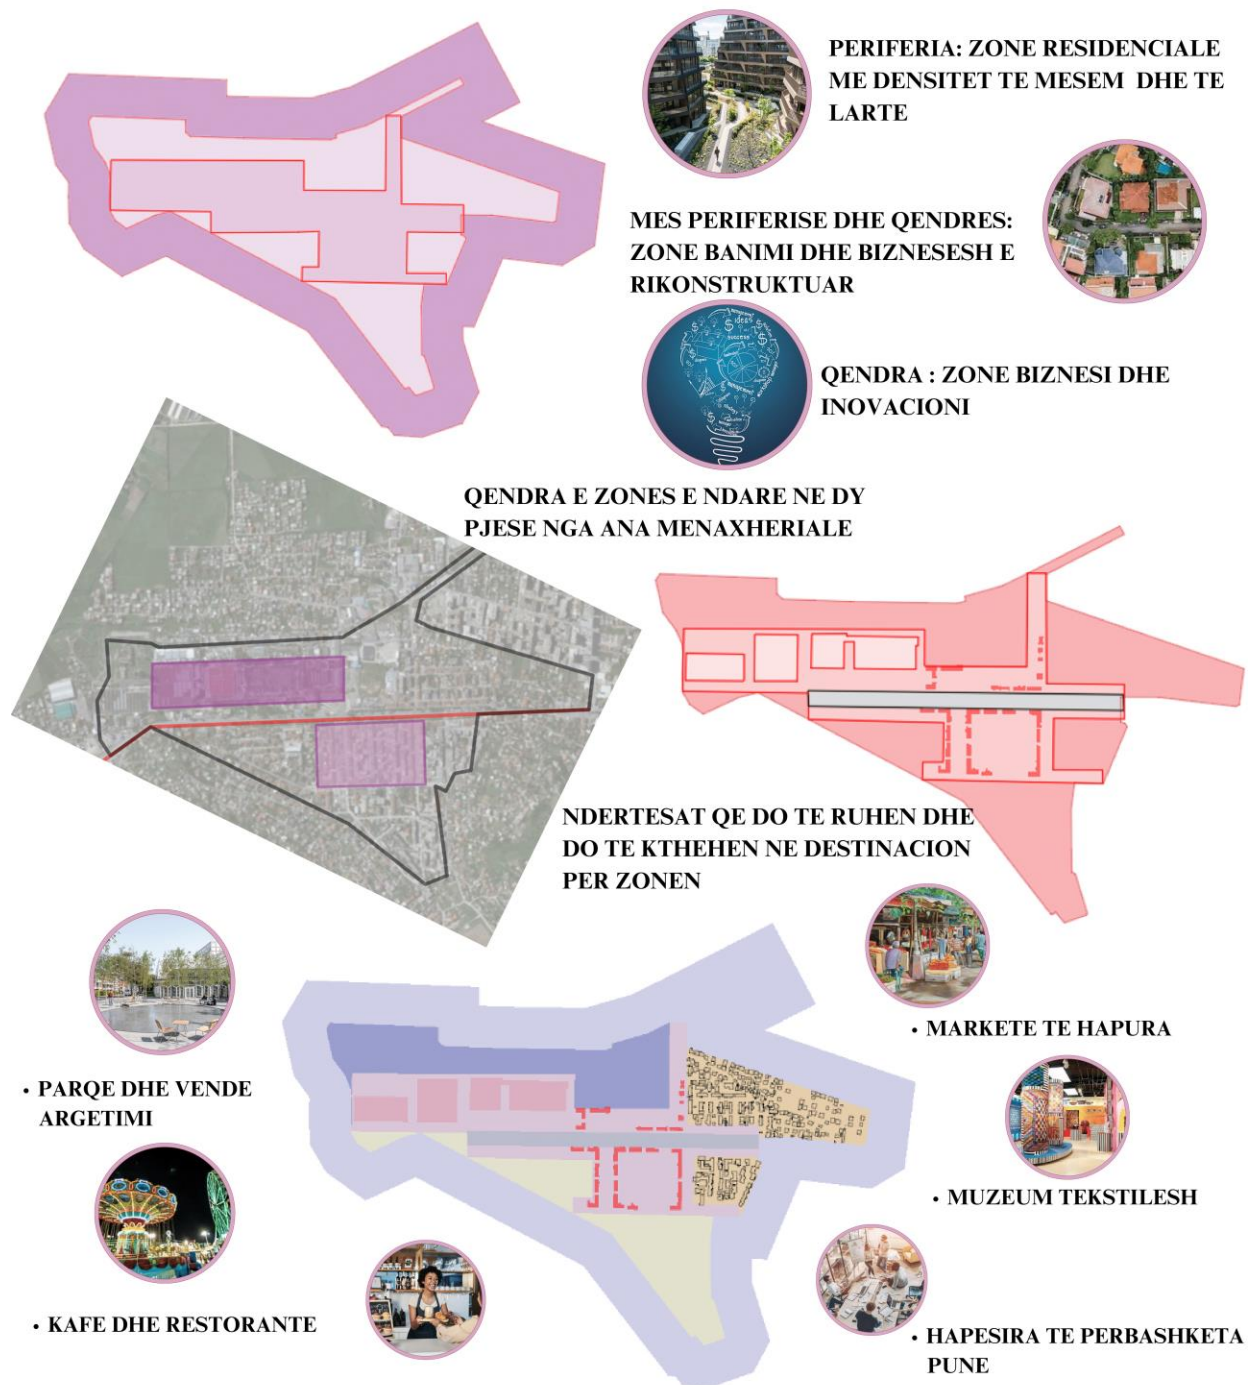 PERIFERIA: ZONE RESIDENCIALE
ME DENSITET TE MESEM DHE TE
LARTE
MES PERIFERISE DHE QENDRES:
ZONE BANIMI DHE BIZNESESH E
RIKONSTRUKTUAR
idea
success
QENDRA : ZONE BIZNESI DHE
INOVACIONI
QENDRA E ZONES E NDARE NE DY
PJESE NGA ANA MENAXHERIALE
NDERTESAT QE DO TE RUHEN DHE
DO TE KTHEHEN NE DESTINACION
PER ZONEN
• MARKETE TE HAPURA
• PARQE DHE VENDE
ARGETIMI
• MUZEUM TEKSTILESH
• KAFE DHE RESTORANTE
• HAPESIRA TE PERBASHKETA
PUNE